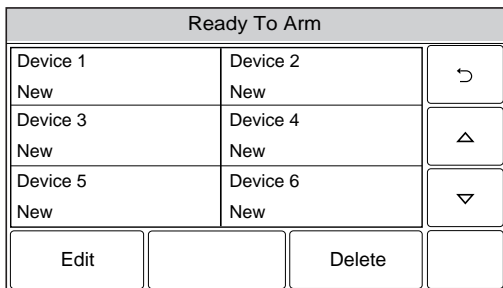 Ready To Arm
Device 1
New
Device 2
New
Device 3
New
Device 4
New
Device 5
New
Device 6
New
Edit
Delete